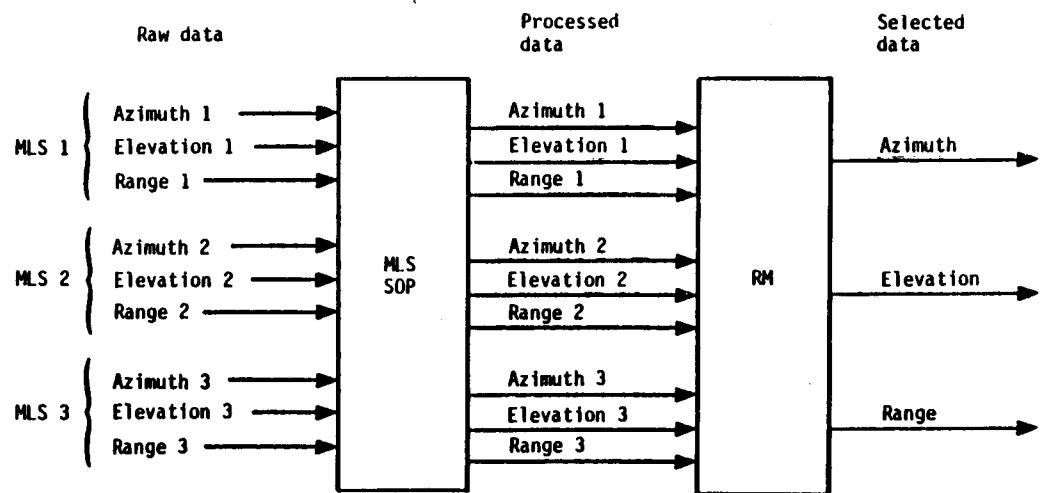 Raw data
Processed
data
Selected
data
MLS 1
Azimuth 1
Elevation 1
Range 1
MLS 2
Azimuth 2
Elevation 2
Range 2
MLS 3
Azimuth 3
Elevation 3
Range 3
MLS
SOP
Azimuth 1
Elevation 1
Range 1
Azimuth 2
Elevation 2
Range 2
Azimuth 3
Elevation 3
Range 3
RM
Azimuth
Elevation
Range